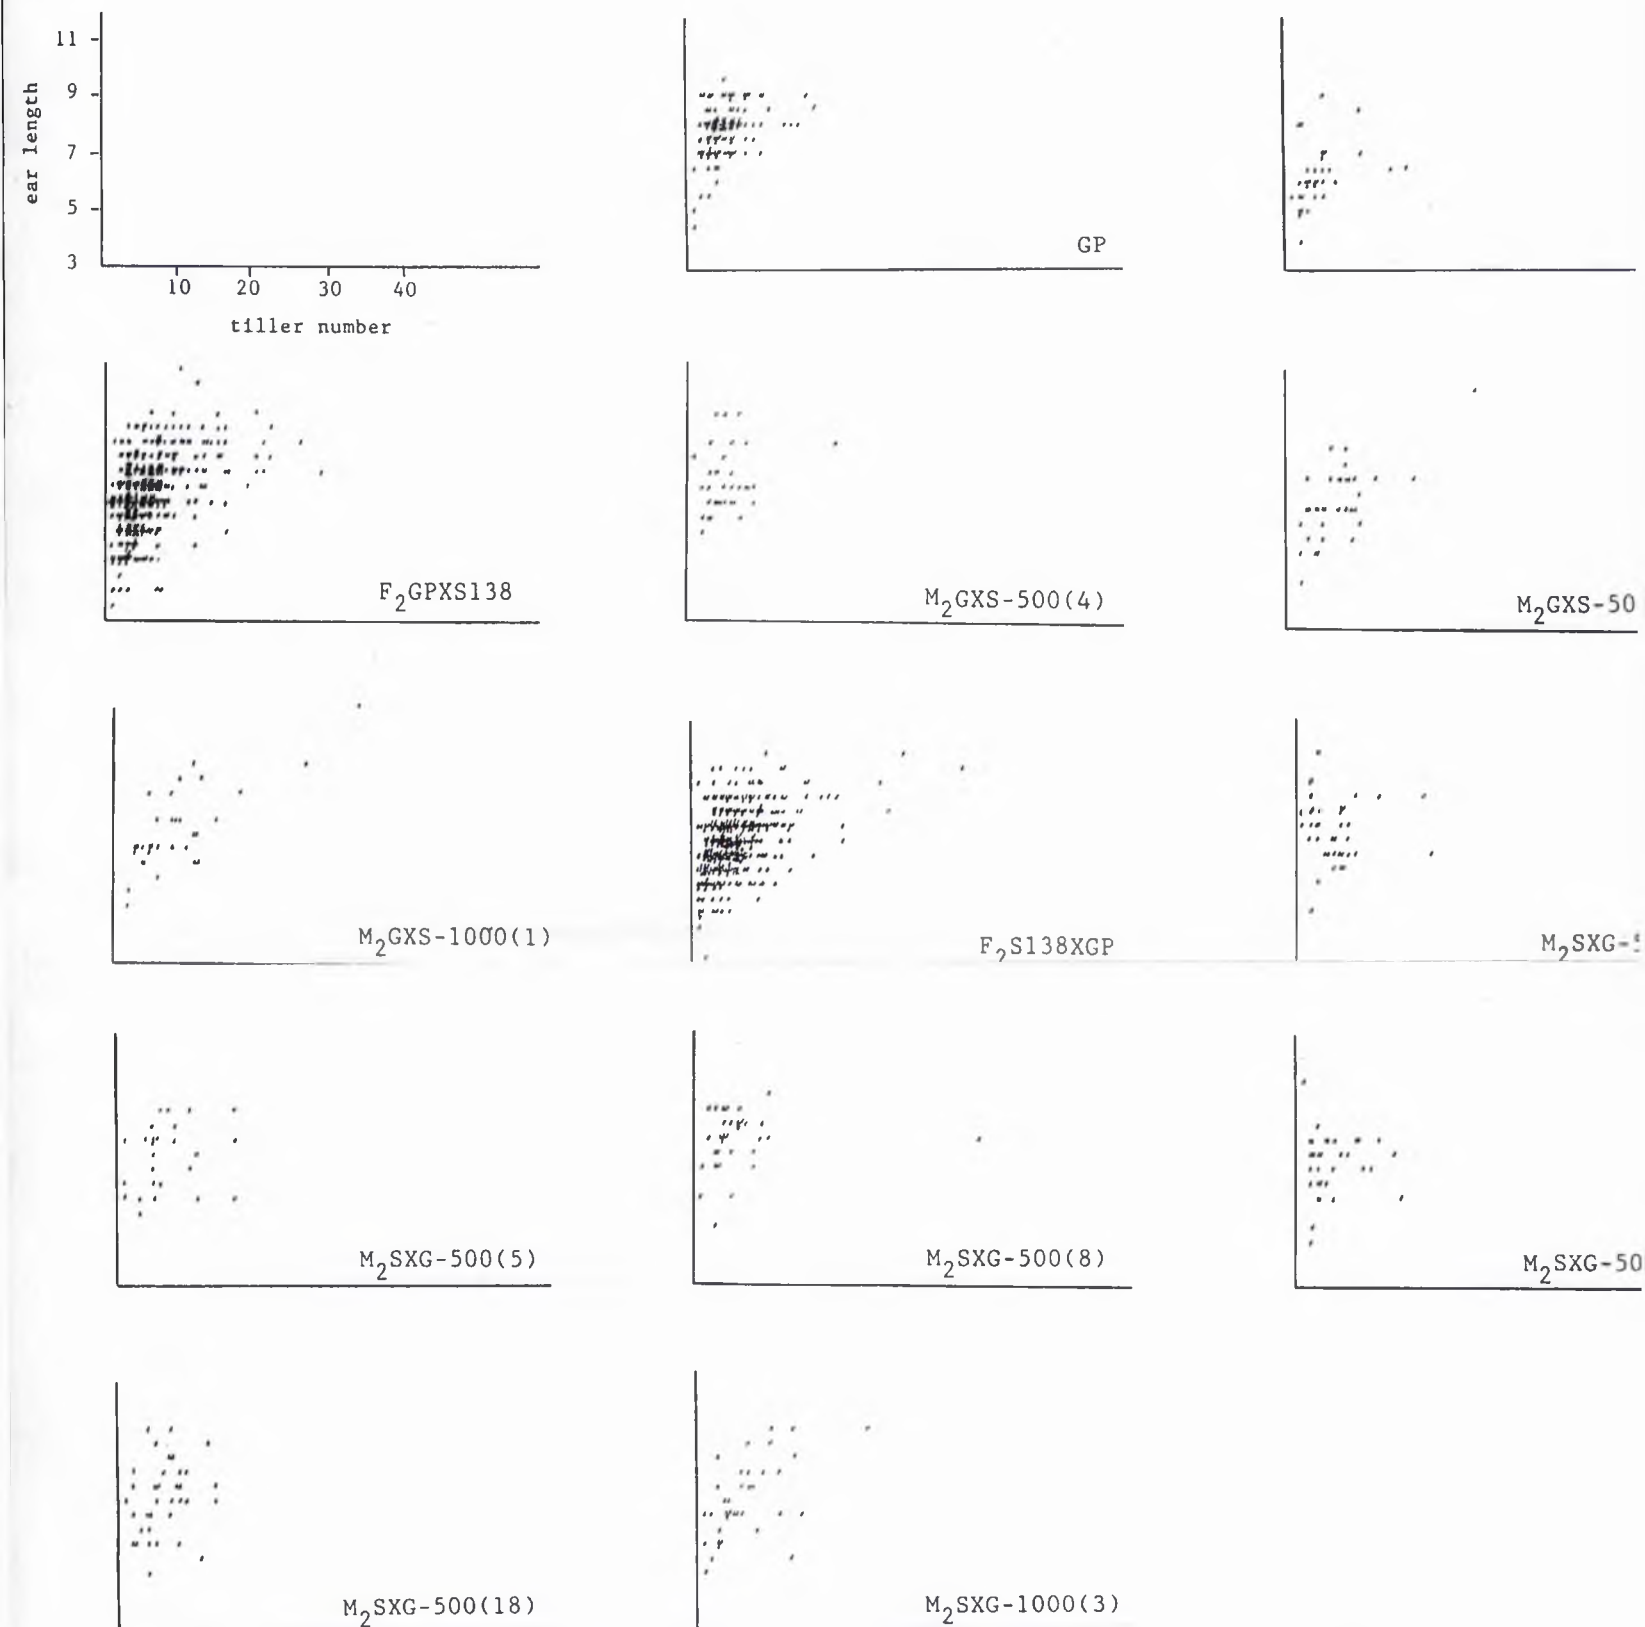 11
9
7
5
3
ear length
10 20 30 40
tiller number
GP
F₂GPXS138
M₂GXS-500(4)
M₂GXS-50
M₂GXS-1000(1)
F₂S138XGP
M₂SXG-
M₂SXG-500(5)
M₂SXG-500(8)
M₂SXG-50
M₂SXG-500(18)
M₂SXG-1000(3)